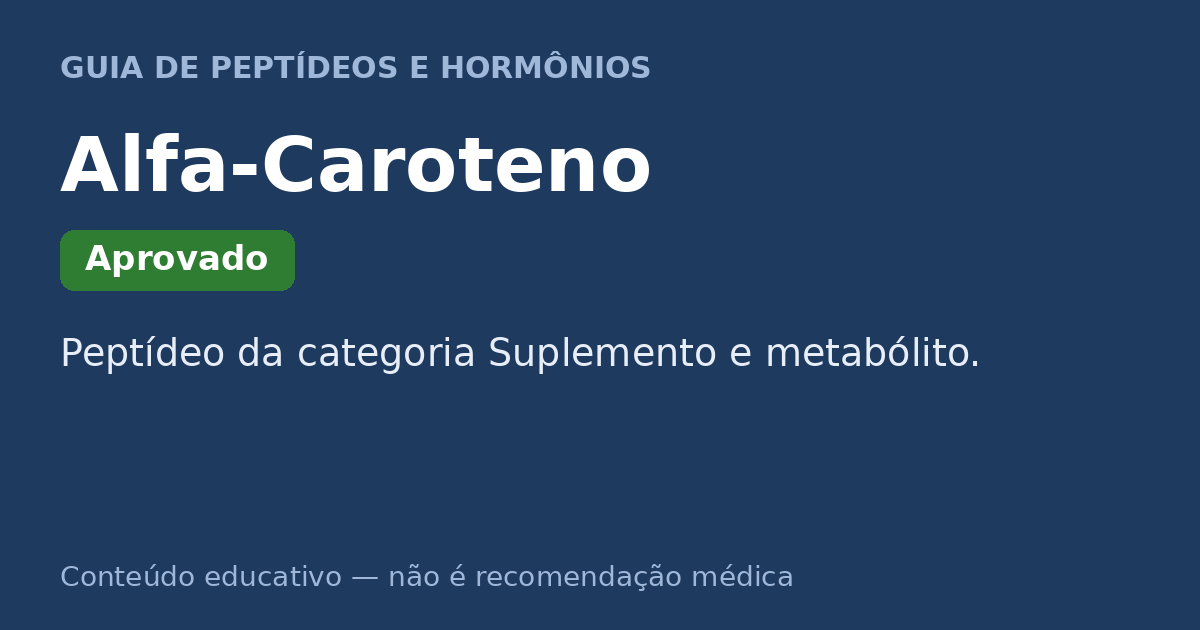 GUIA DE PEPTÍDEOS E HORMÔNIOS
Alfa-Caroteno
Aprovado
Peptídeo da categoria Suplemento e metabólito.
Conteúdo educativo — não é recomendação médica